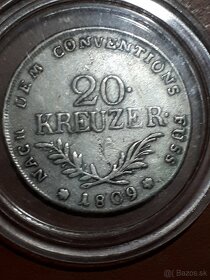 NACH DEM CONVENTIONS FUSS
20·
KREUZER·
1809
bazos.sk